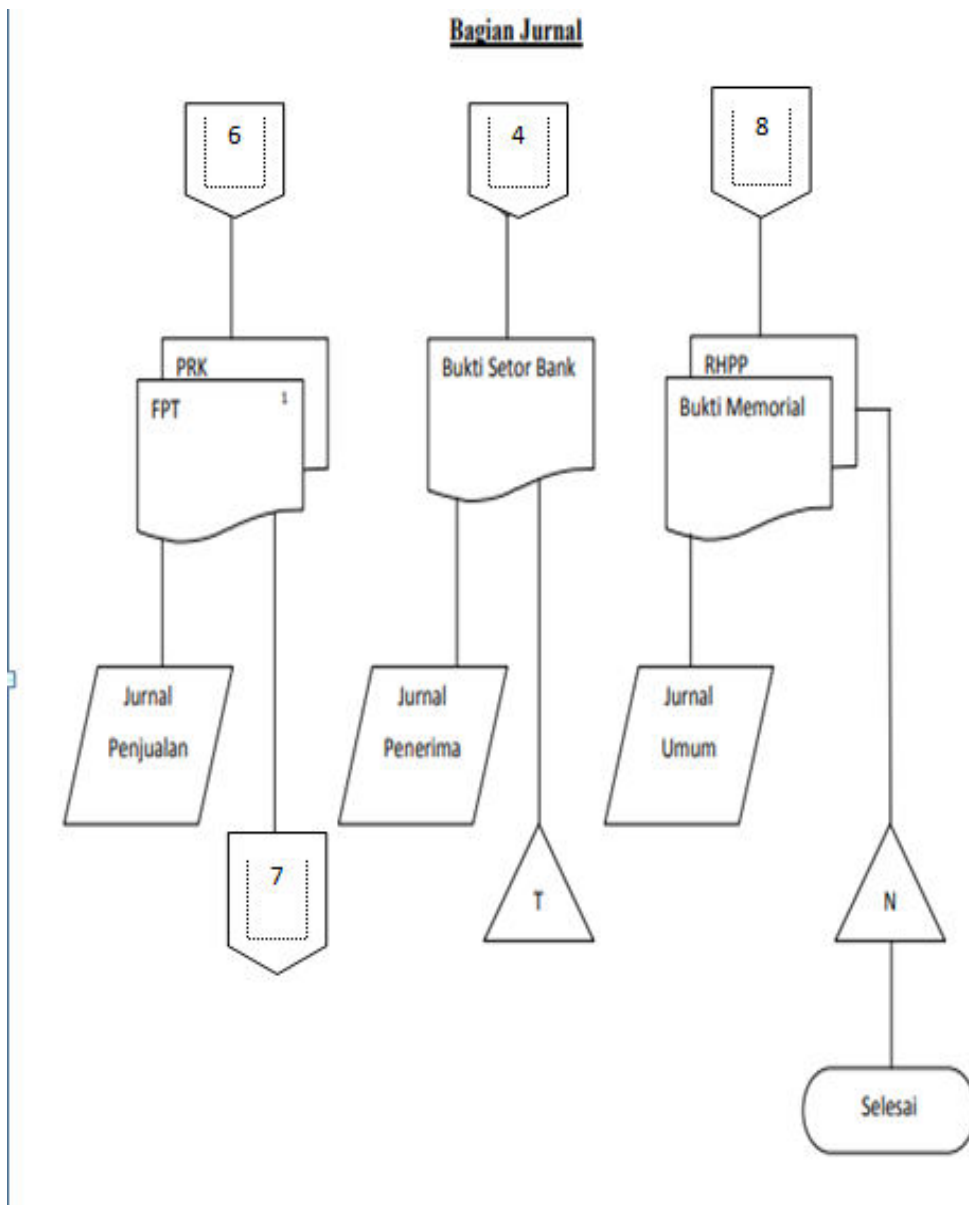 Bagian Jurnal
6
4
8
PRK
FPT
1
Bukti Setor Bank
RHPP
Bukti Memorial
Jurnal
Penjualan
Jurnal
Penerima
Jurnal
Umum
7
T
N
Selesai